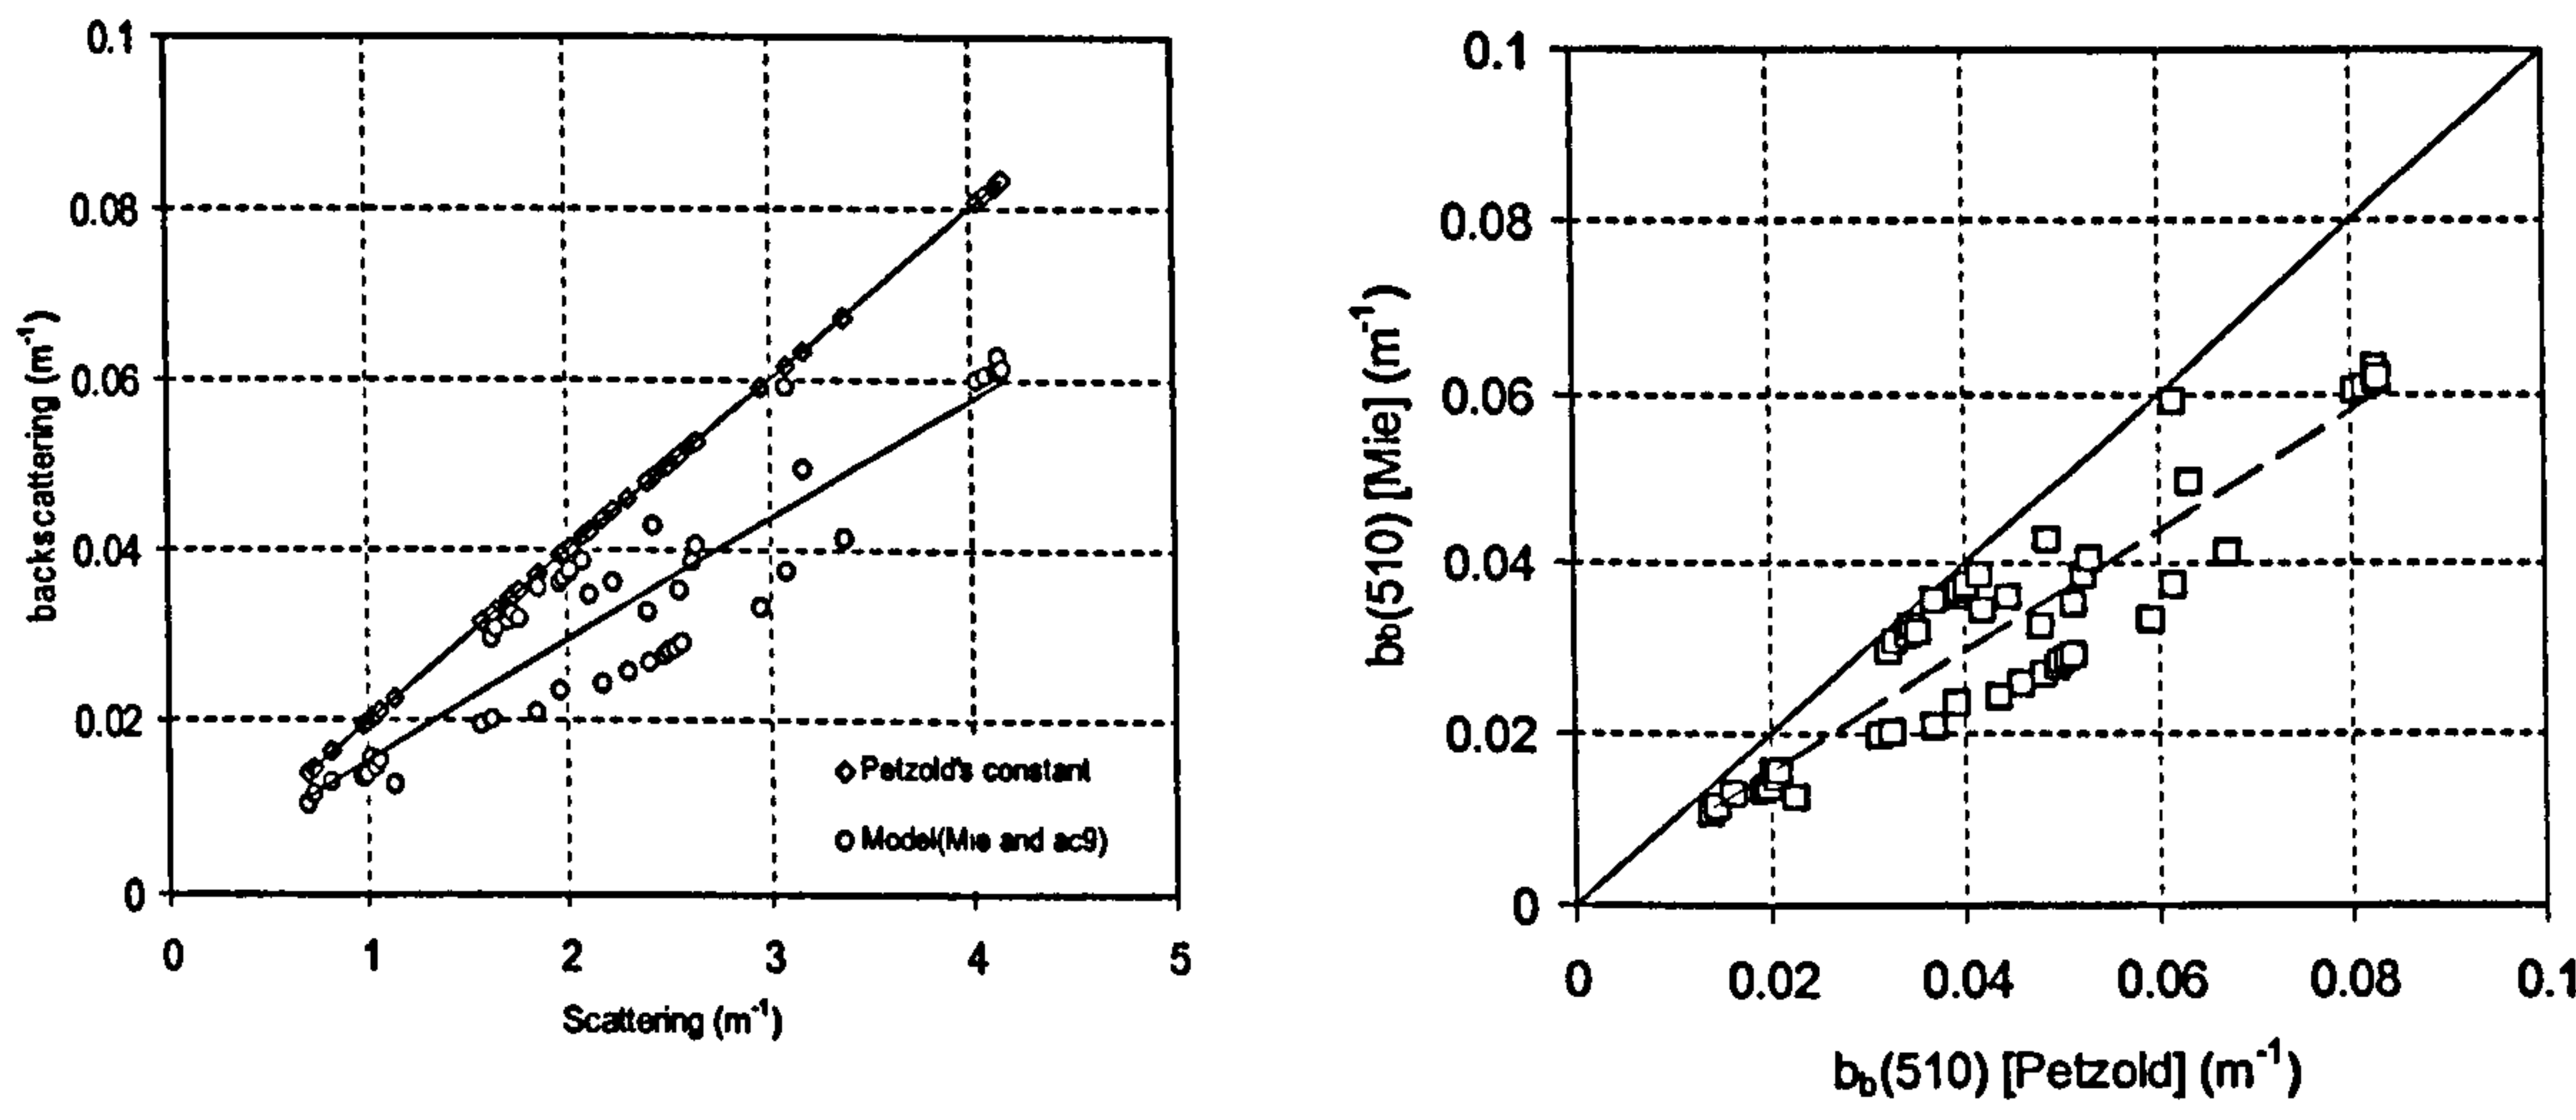 0.1
0.08
0.06
0.04
0.02
0
backscattering (m⁻¹)
0 1 2 3 4 5
Scattering (m⁻¹)
Petzold's constant
Model(Mie and ac9)
0.1
0.08
0.06
0.04
0.02
0
b_b(510) [Mie] (m⁻¹)
0 0.02 0.04 0.06 0.08 0.1
b_b(510) [Petzold] (m⁻¹)